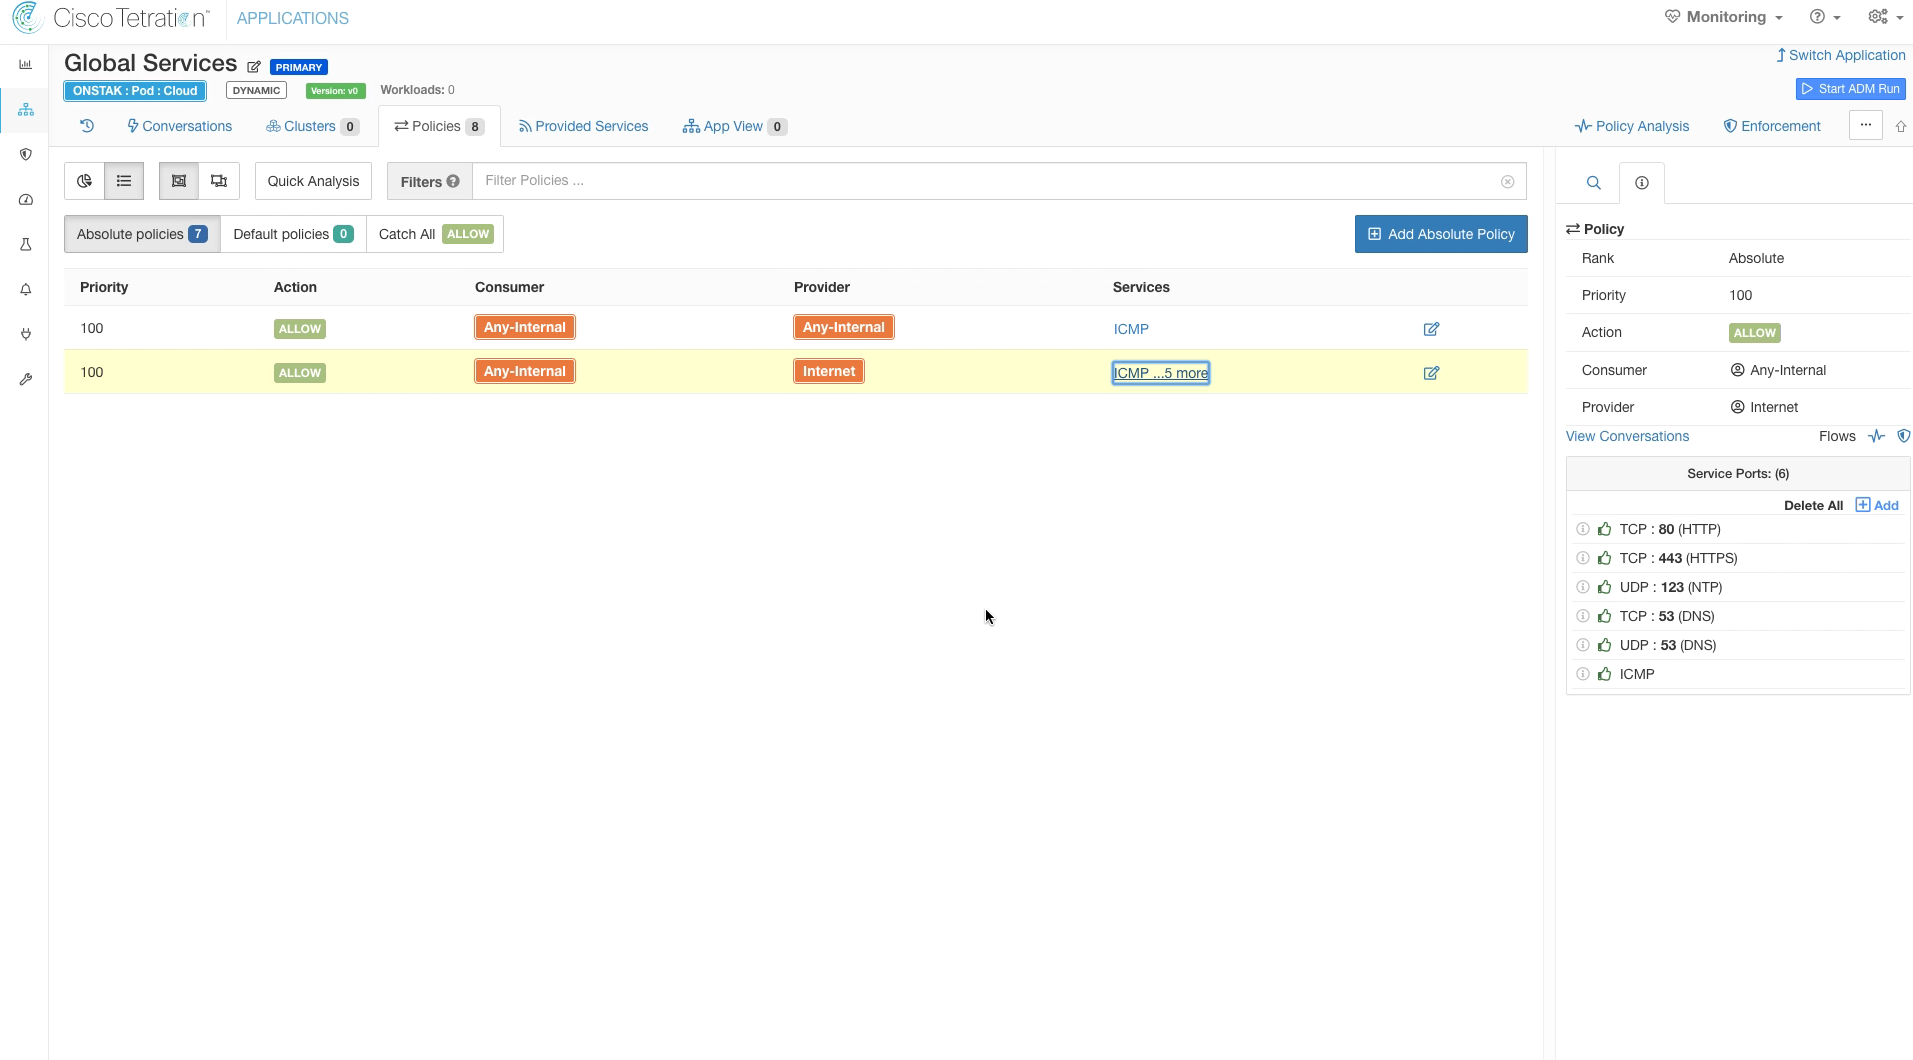 Cisco Tetration™ APPLICATIONS Monitoring
Global Services PRIMARY
Switch Application
ONSTAK : Pod : Cloud DYNAMIC Version: v0 Workloads: 0
Start ADM Run
Conversations Clusters 0 Policies 8 Provided Services App View 0 Policy Analysis Enforcement ...
Quick Analysis Filters ? Filter Policies ...
Absolute policies 7 Default policies 0 Catch All ALLOW Add Absolute Policy
Priority Action Consumer Provider Services
100 ALLOW Any-Internal Any-Internal ICMP
100 ALLOW Any-Internal Internet ICMP ...5 more
Policy
Rank Absolute
Priority 100
Action ALLOW
Consumer Any-Internal
Provider Internet
View Conversations Flows
Service Ports: (6)
Delete All Add
TCP : 80 (HTTP)
TCP : 443 (HTTPS)
UDP : 123 (NTP)
TCP : 53 (DNS)
UDP : 53 (DNS)
ICMP